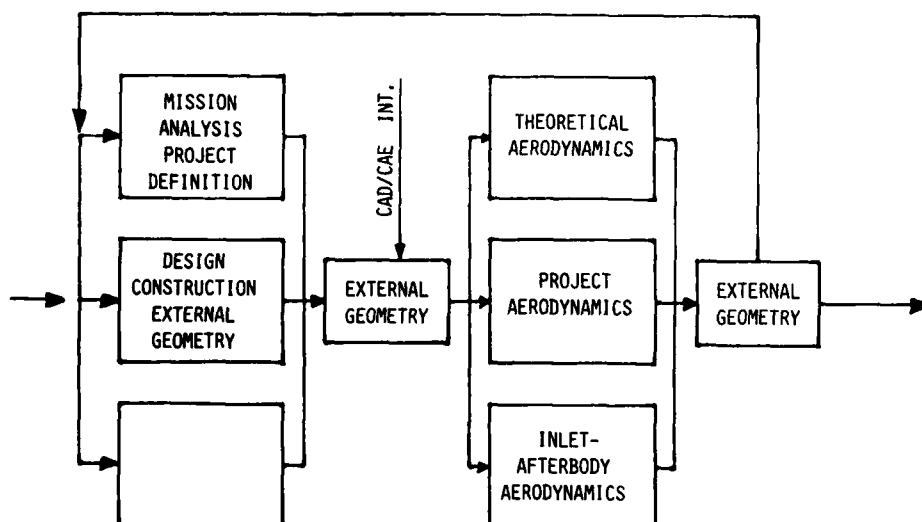 MISSION
ANALYSIS
PROJECT
DEFINITION
DESIGN
CONSTRUCTION
EXTERNAL
GEOMETRY
CAD/CAE INT.
EXTERNAL
GEOMETRY
THEORETICAL
AERODYNAMICS
PROJECT
AERODYNAMICS
INLET-
AFTERBODY
AERODYNAMICS
EXTERNAL
GEOMETRY